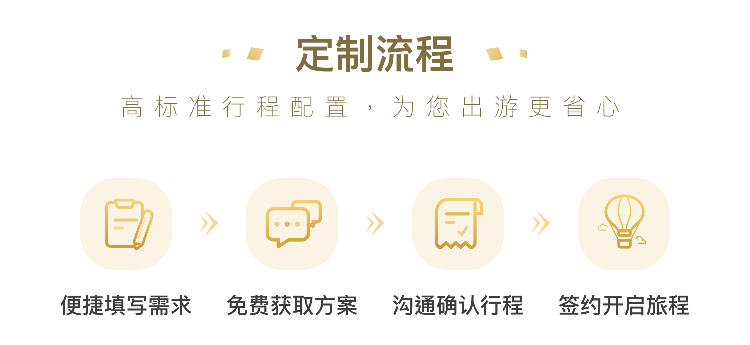 定制流程
高标准行程配置，为您出游更省心
便捷填写需求
免费获取方案
沟通确认行程
签约开启旅程